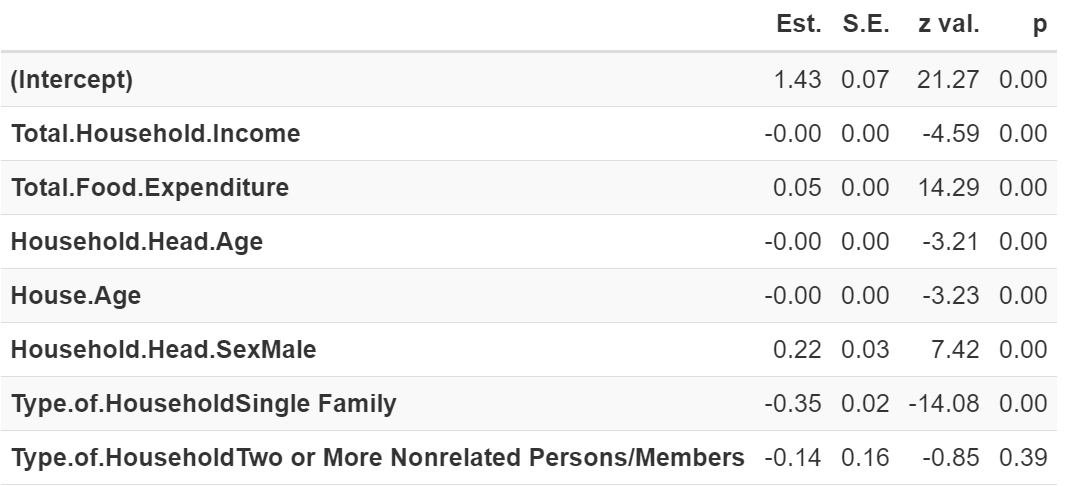 Est. S.E. z val. p
(Intercept) 1.43 0.07 21.27 0.00
Total.Household.Income -0.00 0.00 -4.59 0.00
Total.Food.Expenditure 0.05 0.00 14.29 0.00
Household.Head.Age -0.00 0.00 -3.21 0.00
House.Age -0.00 0.00 -3.23 0.00
Household.Head.SexMale 0.22 0.03 7.42 0.00
Type.of.HouseholdSingle Family -0.35 0.02 -14.08 0.00
Type.of.HouseholdTwo or More Nonrelated Persons/Members -0.14 0.16 -0.85 0.39